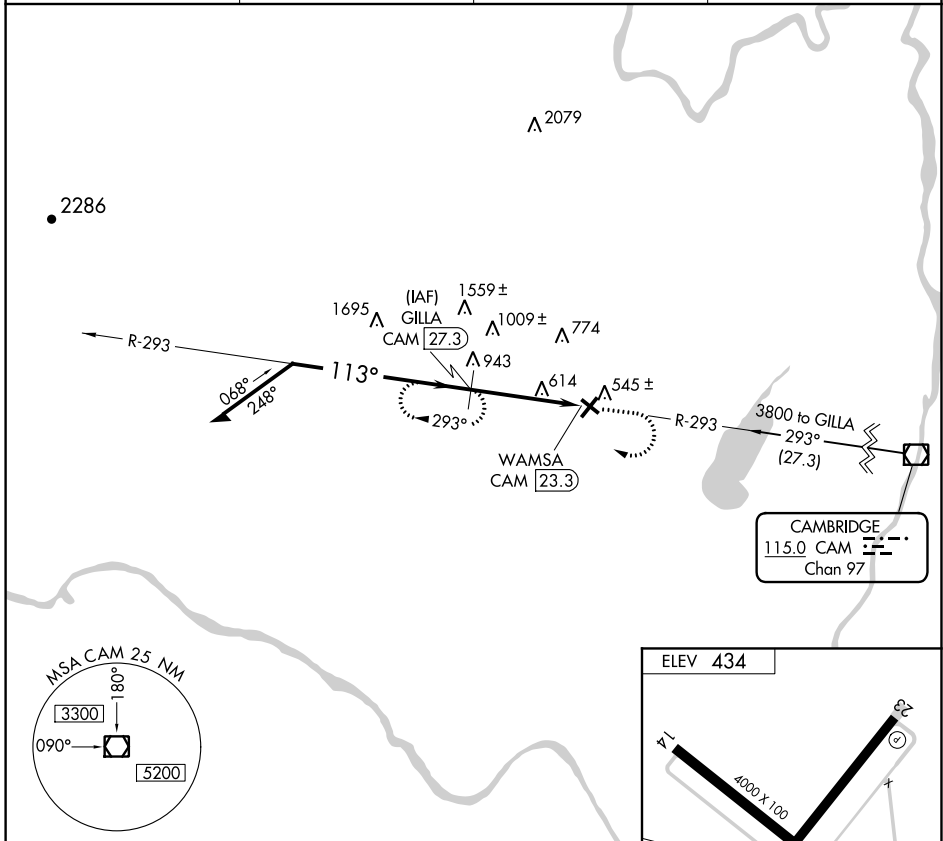 2079
2286
1695
(IAF)
GILLA
CAM 27.3
1559 ±
1009 ±
774
943
R-293
113°
068°
248°
293°
614
545 ±
WAMSA
CAM 23.3
R-293
3800 to GILLA
293°
(27.3)
CAMBRIDGE
115.0 CAM
Chan 97
MSA CAM 25 NM
180°
3300
090°
5200
ELEV 434
14
23
P
4000 X 100
X